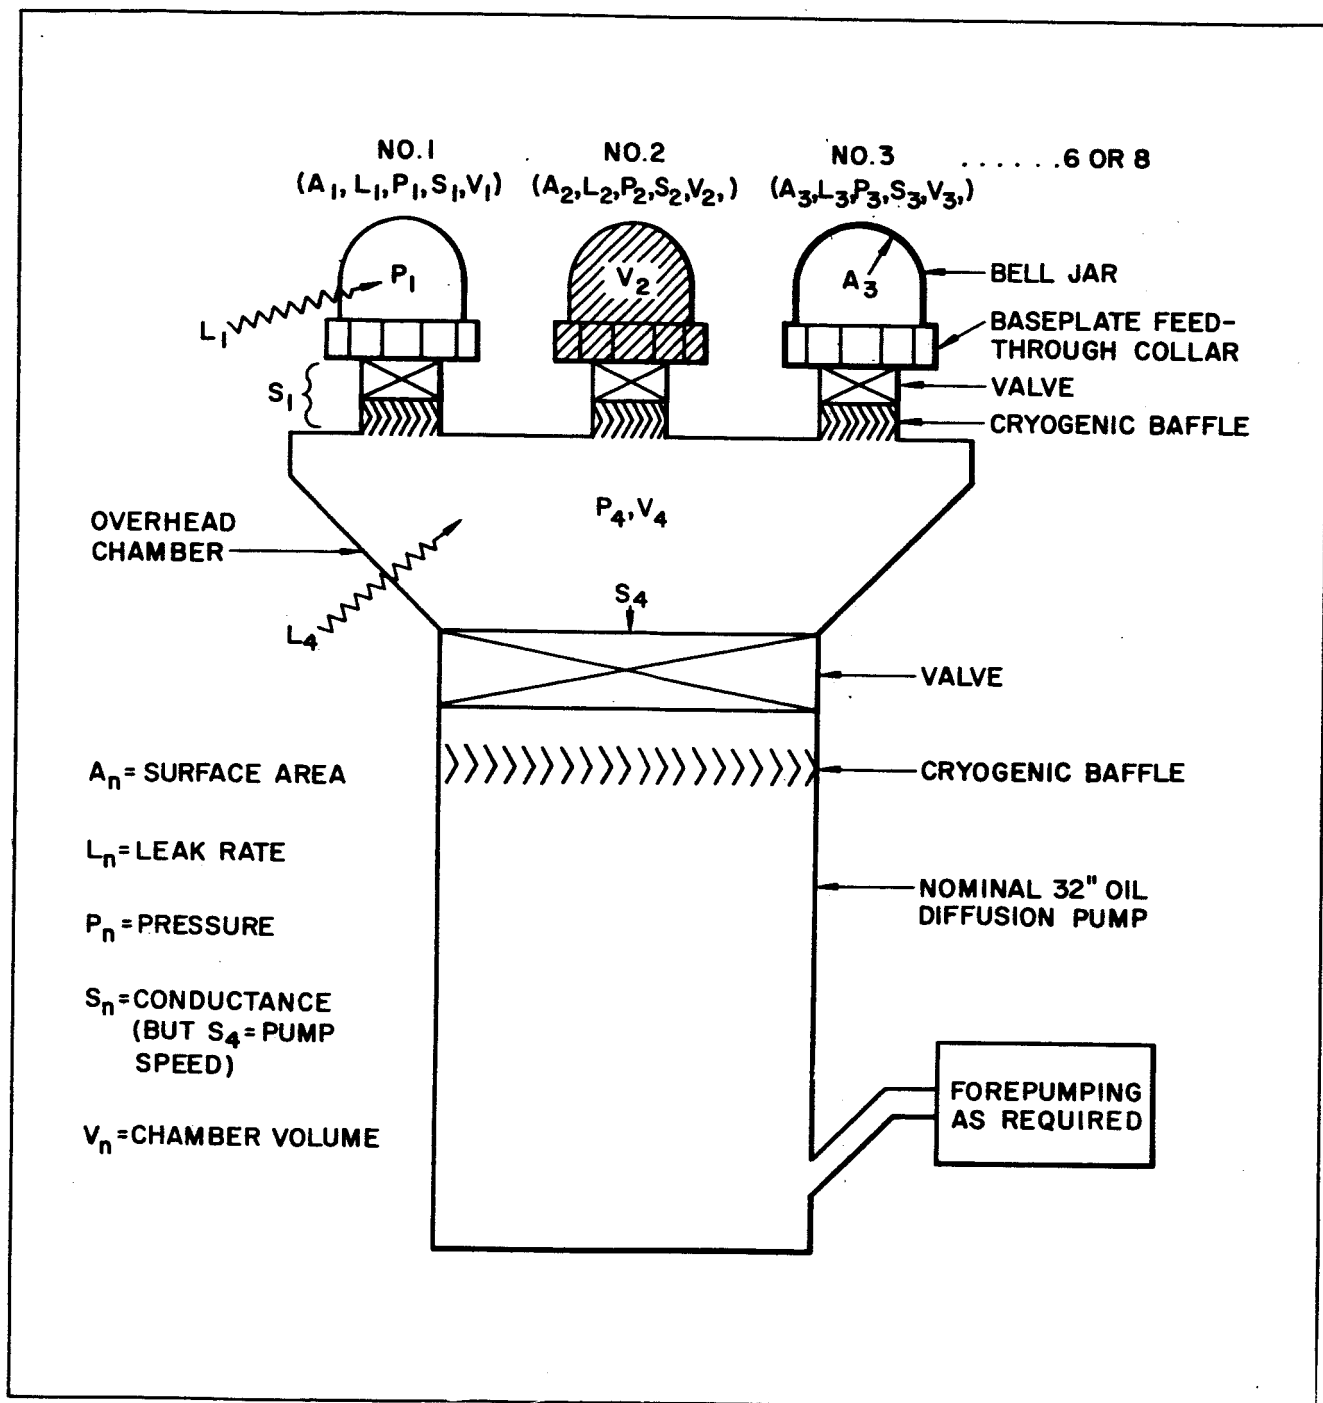 NO.1
NO.2
NO.3 ......6 OR 8
(A₁, L₁, P₁, S₁, V₁)
(A₂,L₂,P₂,S₂,V₂,)
(A₃,L₃,P₃,S₃,V₃,)
P₁
V₂
A₃
BELL JAR
L₁
BASEPLATE FEED-
THROUGH COLLAR
S₁
VALVE
CRYOGENIC BAFFLE
P₄,V₄
OVERHEAD
CHAMBER
S₄
L₄
VALVE
CRYOGENIC BAFFLE
Aₙ=SURFACE AREA
Lₙ=LEAK RATE
NOMINAL 32" OIL
DIFFUSION PUMP
Pₙ=PRESSURE
Sₙ=CONDUCTANCE
(BUT S₄=PUMP
SPEED)
FOREPUMPING
AS REQUIRED
Vₙ=CHAMBER VOLUME